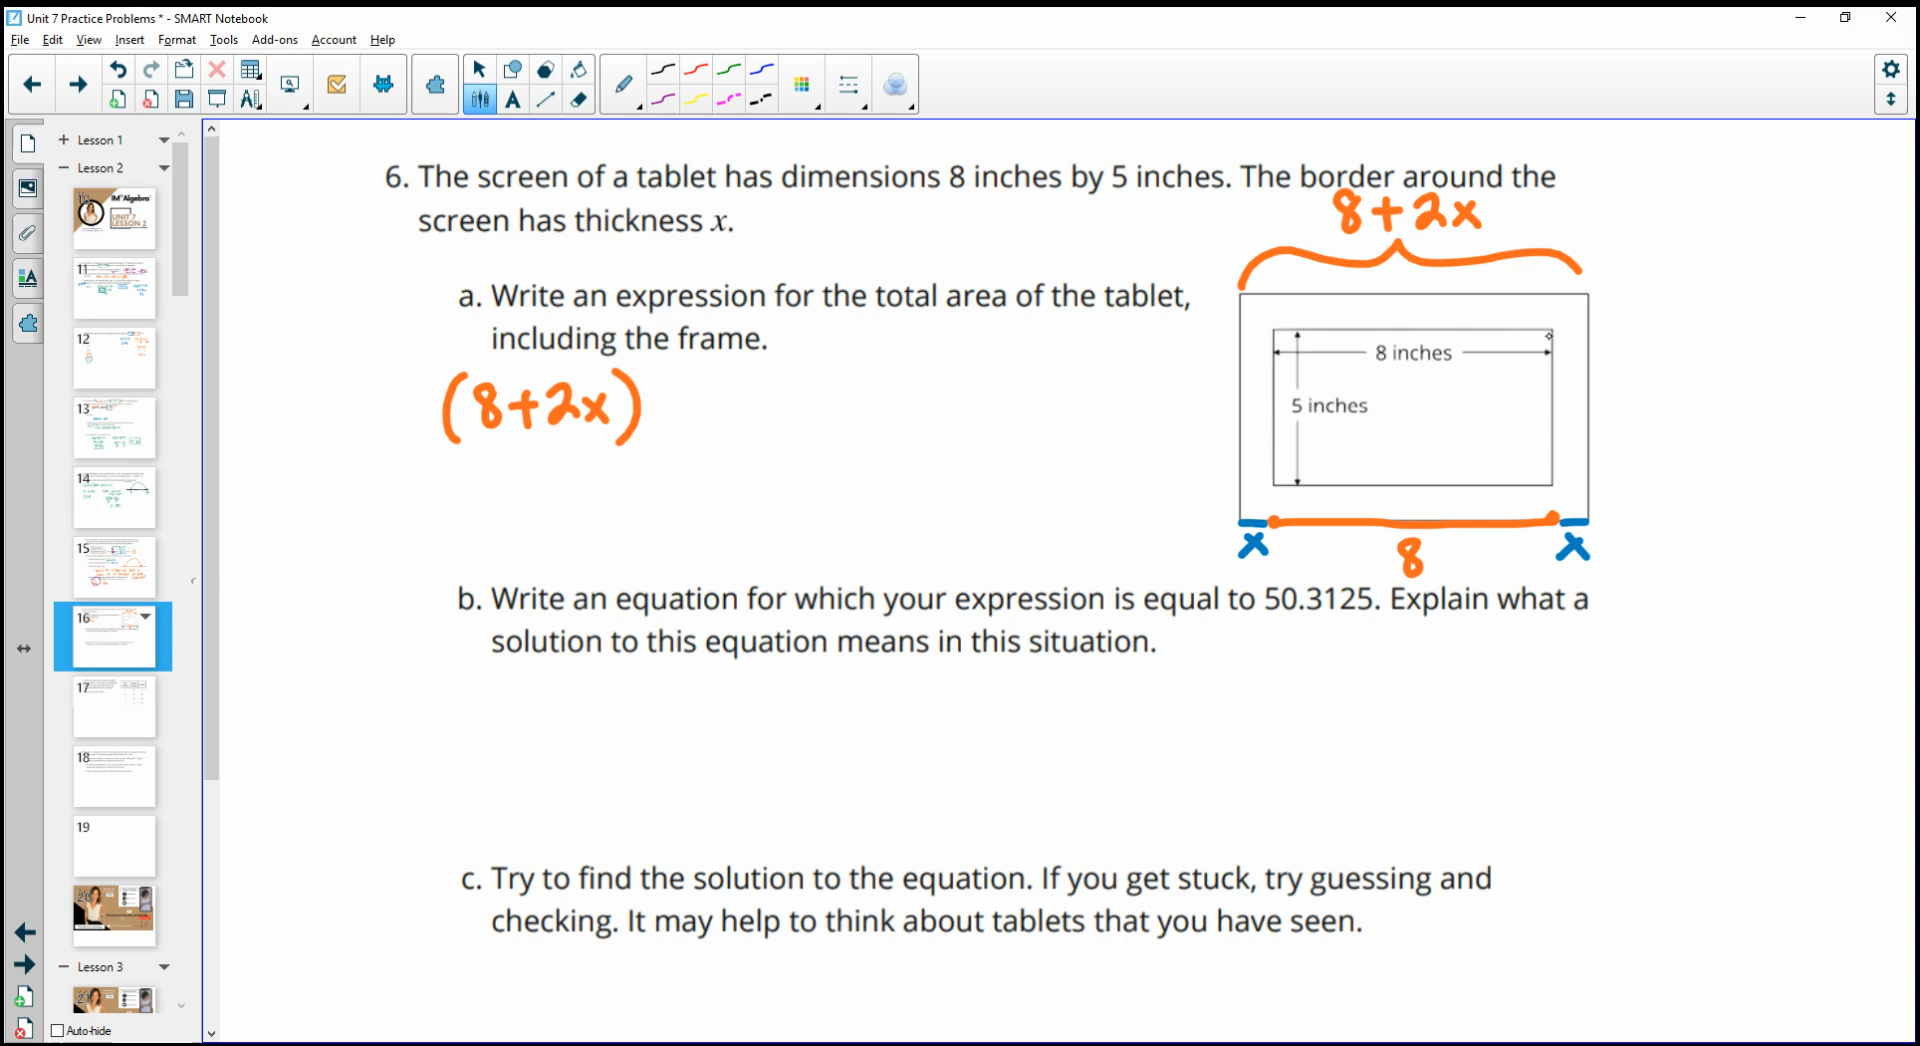 Unit 7 Practice Problems * - SMART Notebook
File Edit View Insert Format Tools Add-ons Account Help
Lesson 1
Lesson 2
IM Algebra
UNIT 7
LESSON 2
11
12
13
14
15
16
17
18
19
Lesson 3
Auto-hide
6. The screen of a tablet has dimensions 8 inches by 5 inches. The border around the
screen has thickness x.
8+2x
a. Write an expression for the total area of the tablet,
including the frame.
(8+2x)
8 inches
5 inches
x 8 x
b. Write an equation for which your expression is equal to 50.3125. Explain what a
solution to this equation means in this situation.
c. Try to find the solution to the equation. If you get stuck, try guessing and
checking. It may help to think about tablets that you have seen.